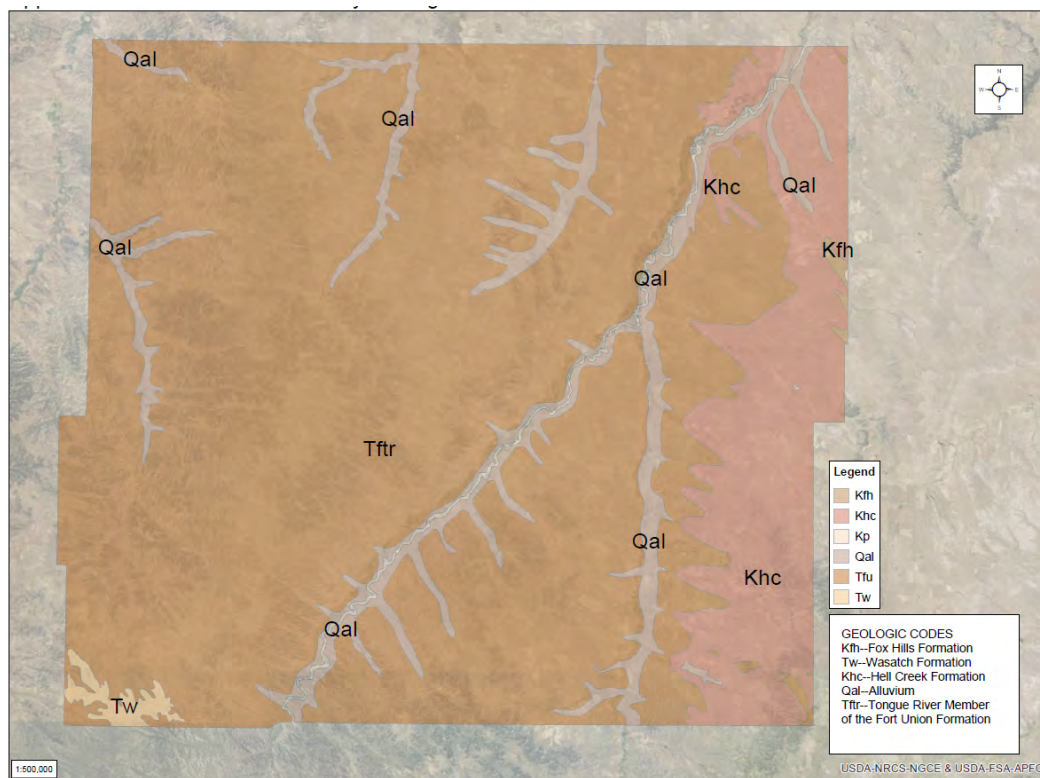 Qal
Qal
N
W E
S
Khc
Qal
Qal
Kfh
Qal
Tftr
Legend
Kfh
Khc
Kp
Qal
Tfu
Tw
Qal
Khc
Qal
Tw
GEOLOGIC CODES
Kfh--Fox Hills Formation
Tw--Wasatch Formation
Khc--Hell Creek Formation
Qal--Alluvium
Tftr--Tongue River Member
of the Fort Union Formation
1:500,000
USDA-NRCS-NGCE & USDA-FSA-APFO